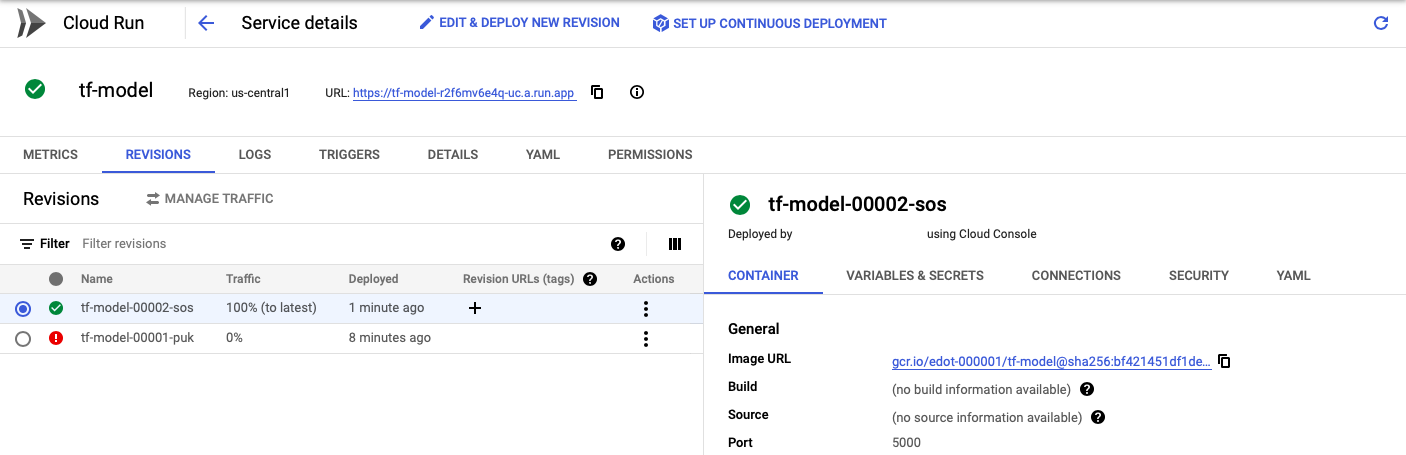 Cloud Run Service details EDIT & DEPLOY NEW REVISION SET UP CONTINUOUS DEPLOYMENT
tf-model Region: us-central1 URL: https://tf-model-r2f6mv6e4q-uc.a.run.app
METRICS REVISIONS LOGS TRIGGERS DETAILS YAML PERMISSIONS
Revisions MANAGE TRAFFIC
Filter Filter revisions
Name Traffic Deployed Revision URLs (tags) Actions
tf-model-00002-sos 100% (to latest) 1 minute ago
tf-model-00001-puk 0% 8 minutes ago
tf-model-00002-sos
Deployed by using Cloud Console
CONTAINER VARIABLES & SECRETS CONNECTIONS SECURITY YAML
General
Image URL gcr.io/edot-000001/tf-model@sha256:bf421451df1de...
Build (no build information available)
Source (no source information available)
Port 5000